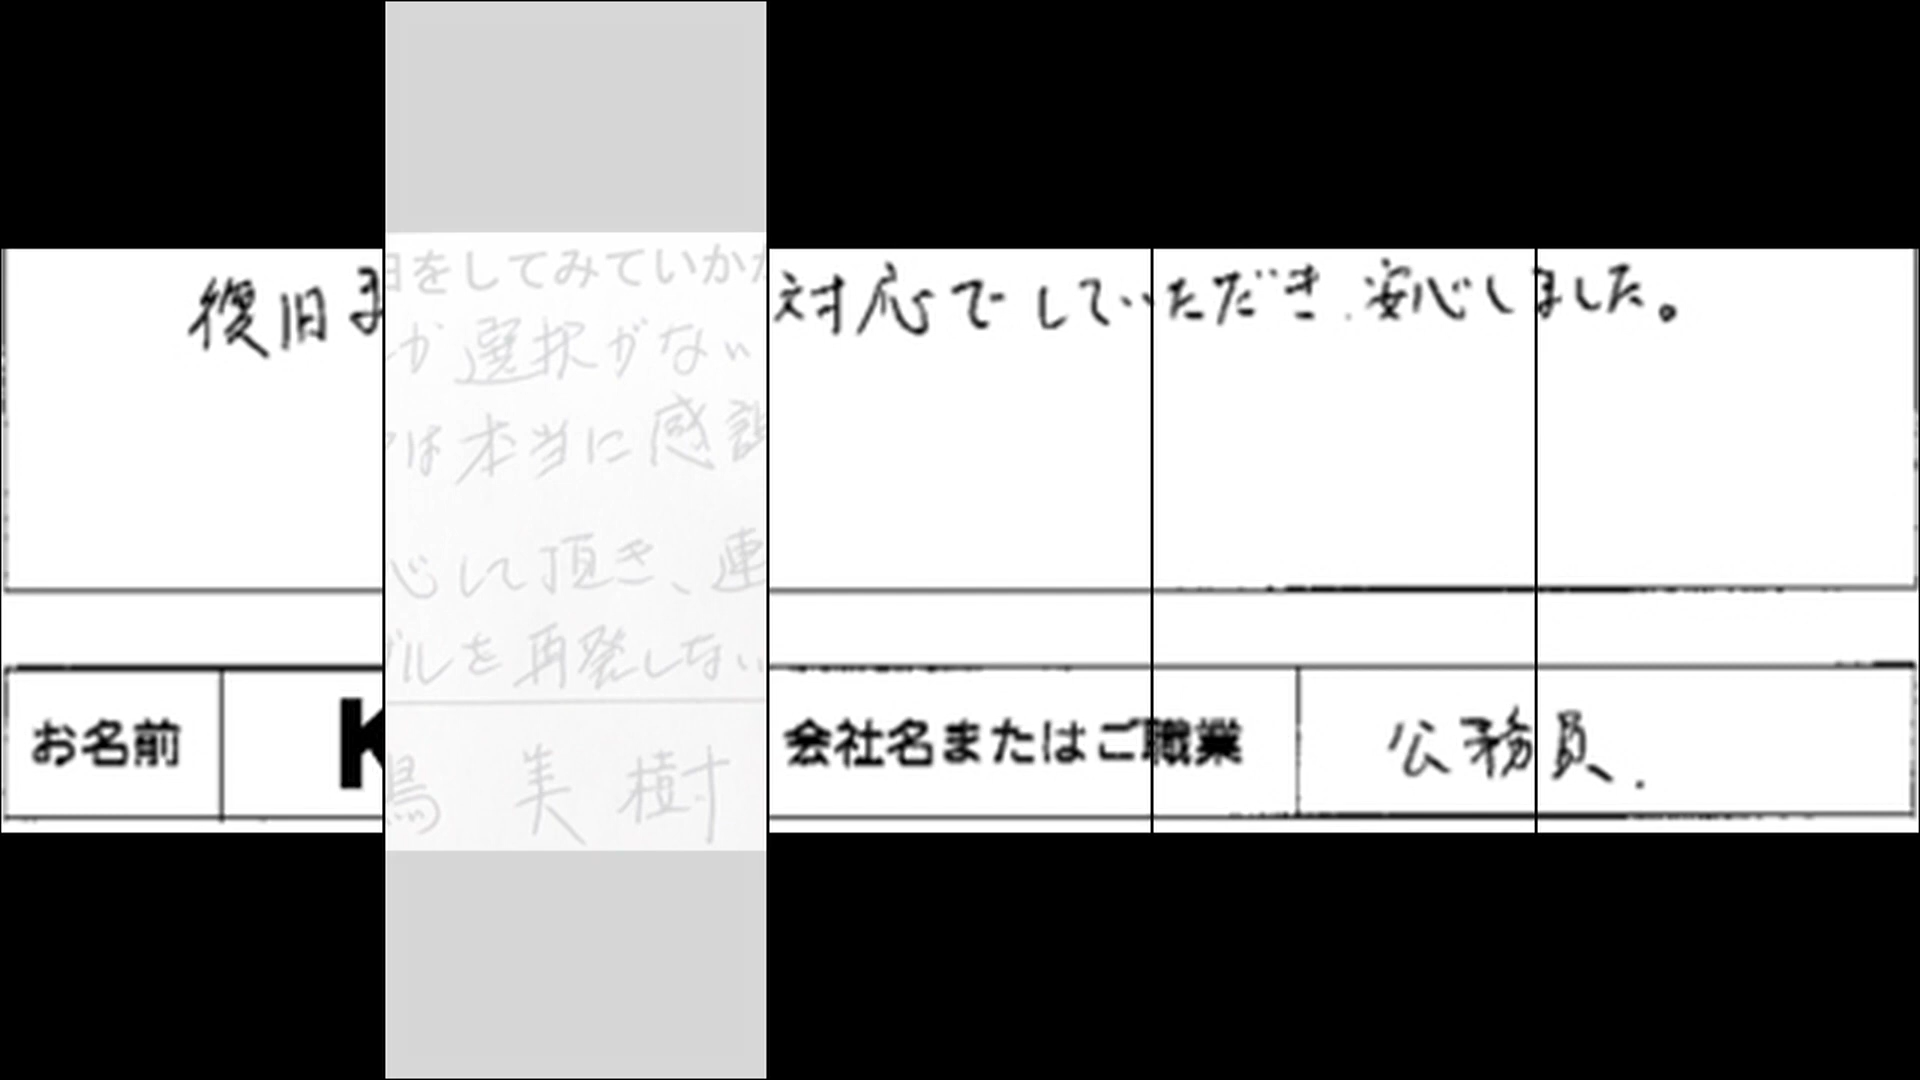 復旧ま
対応でしていただき、安心しました。
お名前 K
会社名またはご職業 公務員.
をしてみていかが
か選択がない
は本当に感謝
心して頂き、連
ルを再発しない
鳥 美樹